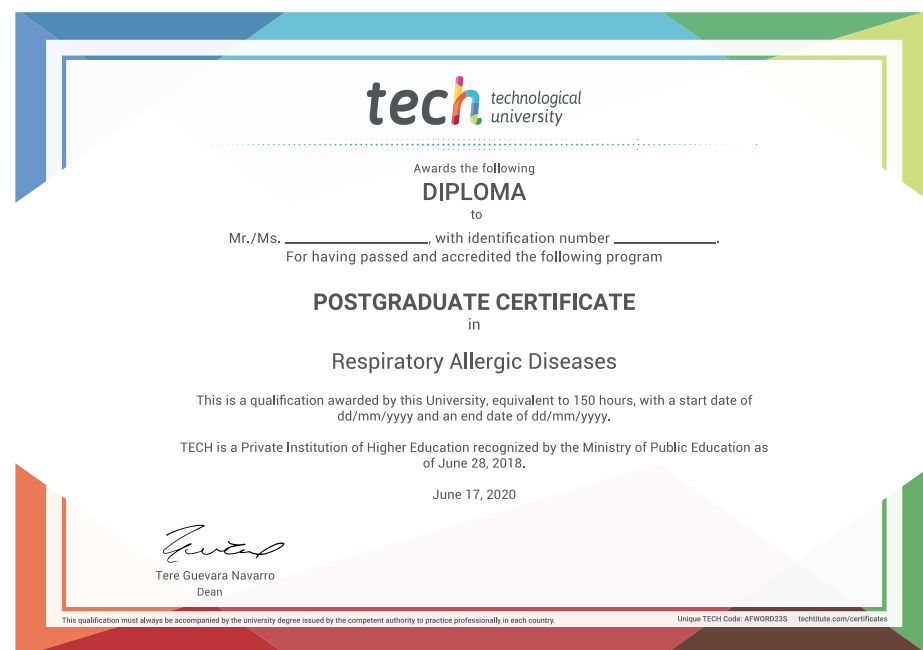 tech technological
university
Awards the following
DIPLOMA
to
Mr./Ms. ________________, with identification number ____________.
For having passed and accredited the following program
POSTGRADUATE CERTIFICATE
in
Respiratory Allergic Diseases
This is a qualification awarded by this University, equivalent to 150 hours, with a start date of
dd/mm/yyyy and an end date of dd/mm/yyyy.
TECH is a Private Institution of Higher Education recognized by the Ministry of Public Education as
of June 28, 2018.
June 17, 2020
Tere Guevara Navarro
Dean
This qualification must always be accompanied by the university degree issued by the competent authority to practice professionally in each country.
Unique TECH Code: AFWORD23S techtitute.com/certificates